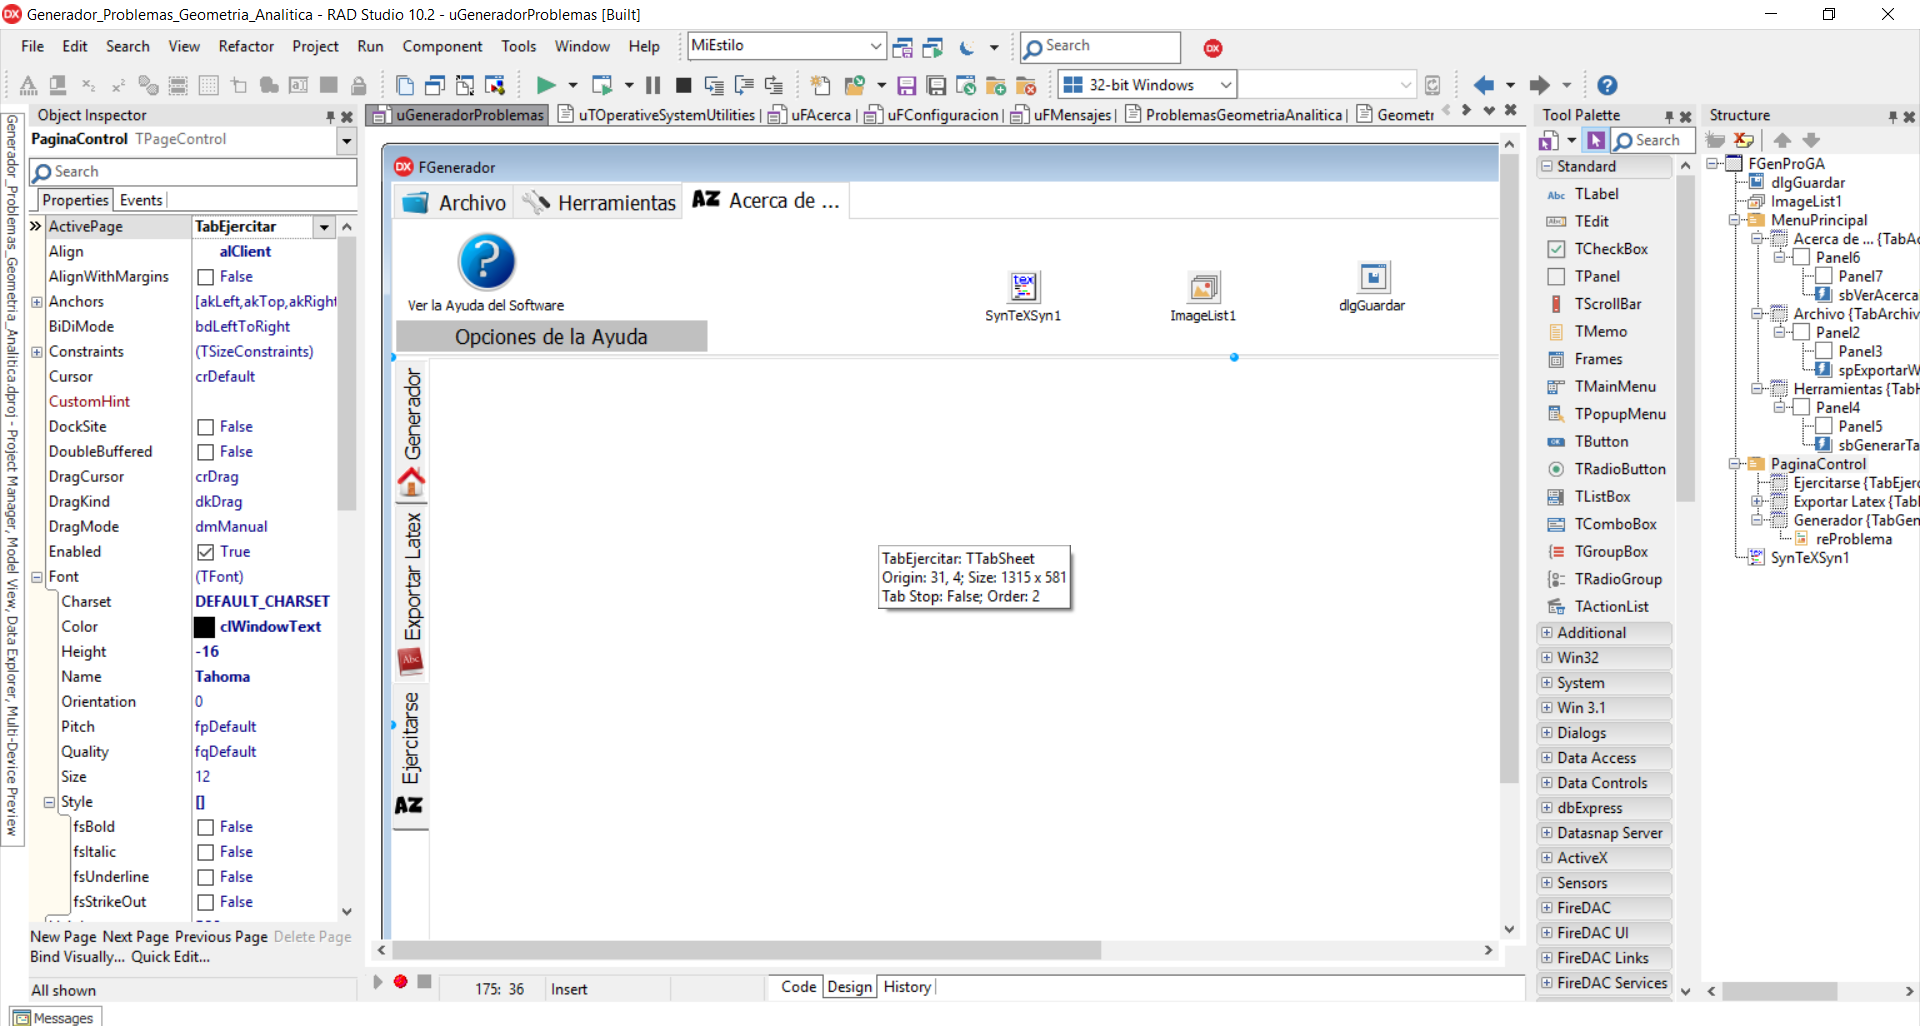 Generador_Problemas_Geometria_Analitica - RAD Studio 10.2 - uGeneradorProblemas [Built]
File Edit Search View Refactor Project Run Component Tools Window Help
MiEstilo
Search
32-bit Windows
Generador_Problemas_Geometria_Analitica.dproj - Project Manager, Model View, Data Explorer, Multi-Device Preview
Object Inspector
PaginaControl TPageControl
Search
Properties Events
ActivePage TabEjercitar
Align alClient
AlignWithMargins False
Anchors [akLeft,akTop,akRight
BiDiMode bdLeftToRight
Constraints (TSizeConstraints)
Cursor crDefault
CustomHint
DockSite False
DoubleBuffered False
DragCursor crDrag
DragKind dkDrag
DragMode dmManual
Enabled True
Font (TFont)
Charset DEFAULT_CHARSET
Color clWindowText
Height -16
Name Tahoma
Orientation 0
Pitch fpDefault
Quality fqDefault
Size 12
Style []
fsBold False
fsItalic False
fsUnderline False
fsStrikeOut False
New Page Next Page Previous Page Delete Page
Bind Visually... Quick Edit...
All shown
Messages
uGeneradorProblemas uTOperativeSystemUtilities uFAcerca uFConfiguracion uFMensajes ProblemasGeometriaAnalitica Geometr
FGenerador
Archivo Herramientas AZ Acerca de ...
Ver la Ayuda del Software
Opciones de la Ayuda
tex
SynTeXSyn1
ImageList1
dlgGuardar
Generador
Exportar Latex
Abc
Ejercitarse
AZ
TabEjercitar: TTabSheet
Origin: 31, 4; Size: 1315 x 581
Tab Stop: False; Order: 2
175: 36 Insert
Code Design History
Tool Palette
Search
Standard
Abc TLabel
TEdit
TCheckBox
TPanel
TScrollBar
TMemo
Frames
TMainMenu
TPopupMenu
TButton
TRadioButton
TListBox
TComboBox
TGroupBox
TRadioGroup
TActionList
Additional
Win32
System
Win 3.1
Dialogs
Data Access
Data Controls
dbExpress
Datasnap Server
ActiveX
Sensors
FireDAC
FireDAC UI
FireDAC Links
FireDAC Services
Structure
FGenProGA
dlgGuardar
ImageList1
MenuPrincipal
Acerca de ... {TabAc
Panel6
Panel7
sbVerAcerca
Archivo {TabArchiv
Panel2
Panel3
spExportarW
Herramientas {TabH
Panel4
Panel5
sbGenerarTa
PaginaControl
Ejercitarse {TabEjerc
Exportar Latex {TabI
Generador {TabGen
reProblema
SynTeXSyn1